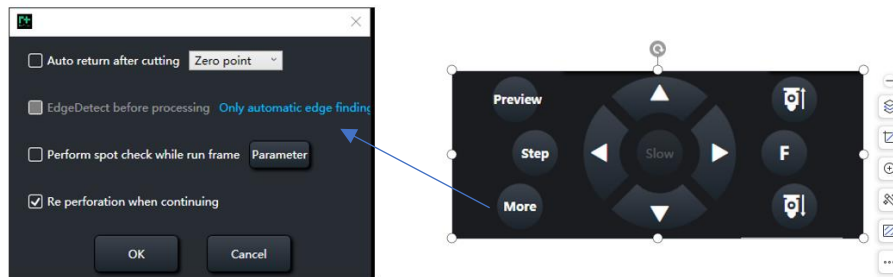 Auto return after cutting Zero point
EdgeDetect before processing Only automatic edge finding
Perform spot check while run frame Parameter
Re perforation when continuing
OK Cancel
Preview
Step Slow F
More